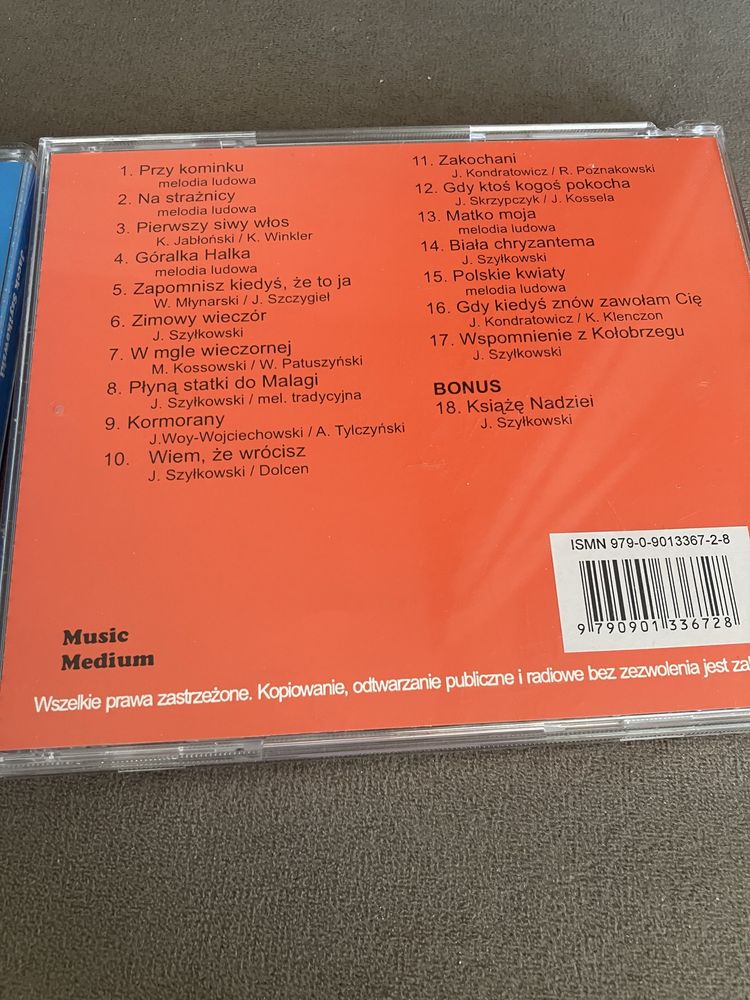 1. Przy kominku
melodia ludowa
2. Na strażnicy
melodia ludowa
3. Pierwszy siwy włos
K. Jabłoński / K. Winkler
4. Góralka Halka
melodia ludowa
5. Zapomnisz kiedyś, że to ja
W. Młynarski / J. Szczygieł
6. Zimowy wieczór
J. Szyłkowski
7. W mgle wieczornej
M. Kossowski / W. Patuszyński
8. Płyną statki do Malagi
J. Szyłkowski / mel. tradycyjna
9. Kormorany
J.Woy-Wojciechowski / A. Tylczyński
10. Wiem, że wrócisz
J. Szyłkowski / Dolcen
11. Zakochani
J. Kondratowicz / R. Poznakowski
12. Gdy ktoś kogoś pokocha
J. Skrzypczyk / J. Kossela
13. Matko moja
melodia ludowa
14. Biała chryzantema
J. Szyłkowski
15. Polskie kwiaty
melodia ludowa
16. Gdy kiedyś znów zawołam Cię
J. Kondratowicz / K. Klenczon
17. Wspomnienie z Kołobrzegu
J. Szyłkowski
BONUS
18. Książę Nadziei
J. Szyłkowski
ISMN 979-0-9013367-2-8
9 790901 336728
Music
Medium
Wszelkie prawa zastrzeżone. Kopiowanie, odtwarzanie publiczne i radiowe bez zezwolenia jest